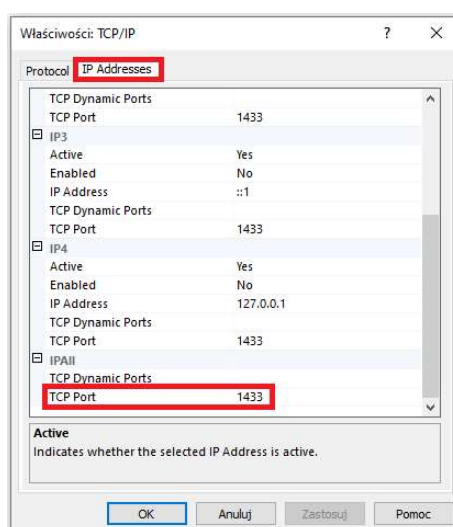 Właściwości: TCP/IP ? ×
Protocol IP Addresses
TCP Dynamic Ports
TCP Port 1433
IP3
Active Yes
Enabled No
IP Address ::1
TCP Dynamic Ports
TCP Port 1433
IP4
Active Yes
Enabled No
IP Address 127.0.0.1
TCP Dynamic Ports
TCP Port 1433
IPAll
TCP Dynamic Ports
TCP Port 1433
Active
Indicates whether the selected IP Address is active.
OK Anuluj Zastosuj Pomoc